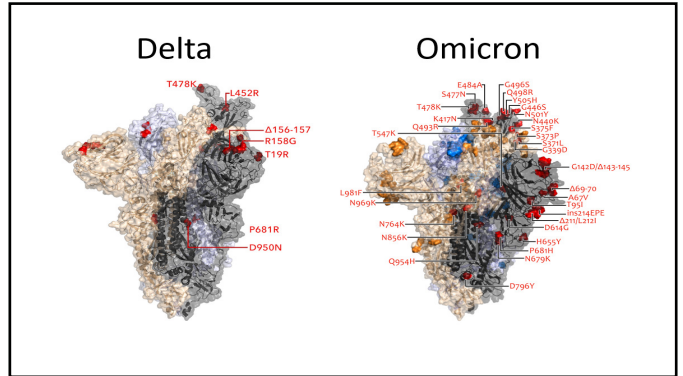 Delta
Omicron
T478K
L452R
Δ156-157
R158G
T19R
P681R
D950N
E484A
S477N
T478K
K417N
Q493R
T547K
G496S
Q498R
Y505H
G446S
N501Y
N440K
S375F
S373P
S371L
G339D
G142D/Δ143-145
Δ69-70
A67V
T95I
ins214EPE
Δ211/L212I
D614G
H655Y
P681H
N679K
D796Y
L981F
N969K
N764K
N856K
Q954H